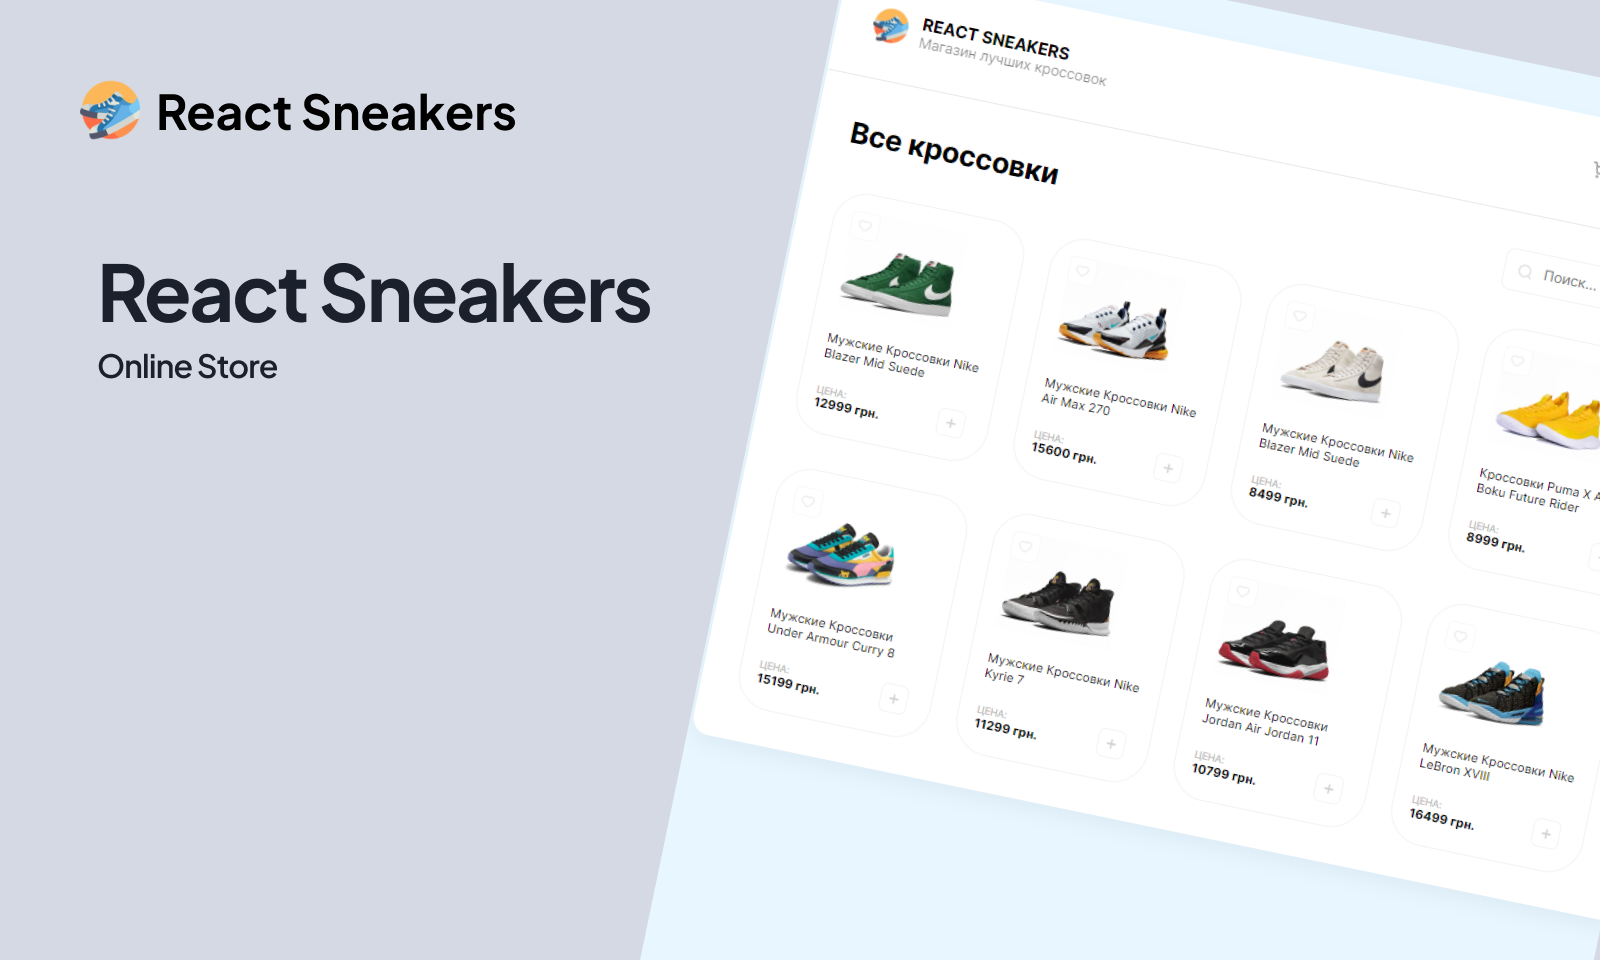 React Sneakers
React Sneakers
Online Store
REACT SNEAKERS
Магазин лучших кроссовок
Все кроссовки
Поиск...
Мужские Кроссовки Nike
Blazer Mid Suede
ЦЕНА:
12999 грн.
Мужские Кроссовки Nike
Air Max 270
ЦЕНА:
15600 грн.
Мужские Кроссовки Nike
Blazer Mid Suede
ЦЕНА:
8499 грн.
Кроссовки Puma X
Boku Future Rider
ЦЕНА:
8999 грн.
Мужские Кроссовки
Under Armour Curry 8
ЦЕНА:
15199 грн.
Мужские Кроссовки Nike
Kyrie 7
ЦЕНА:
11299 грн.
Мужские Кроссовки
Jordan Air Jordan 11
ЦЕНА:
10799 грн.
Мужские Кроссовки Nike
LeBron XVIII
ЦЕНА:
16499 грн.